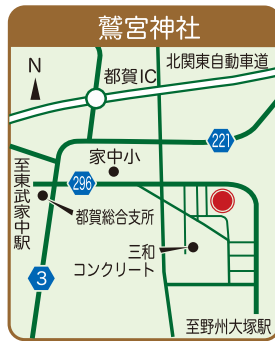 鷲宮神社
北関東自動車道
N
都賀IC
221
家中小
296
至東武家中駅
都賀総合支所
三和
コンクリート
3
至野州大塚駅